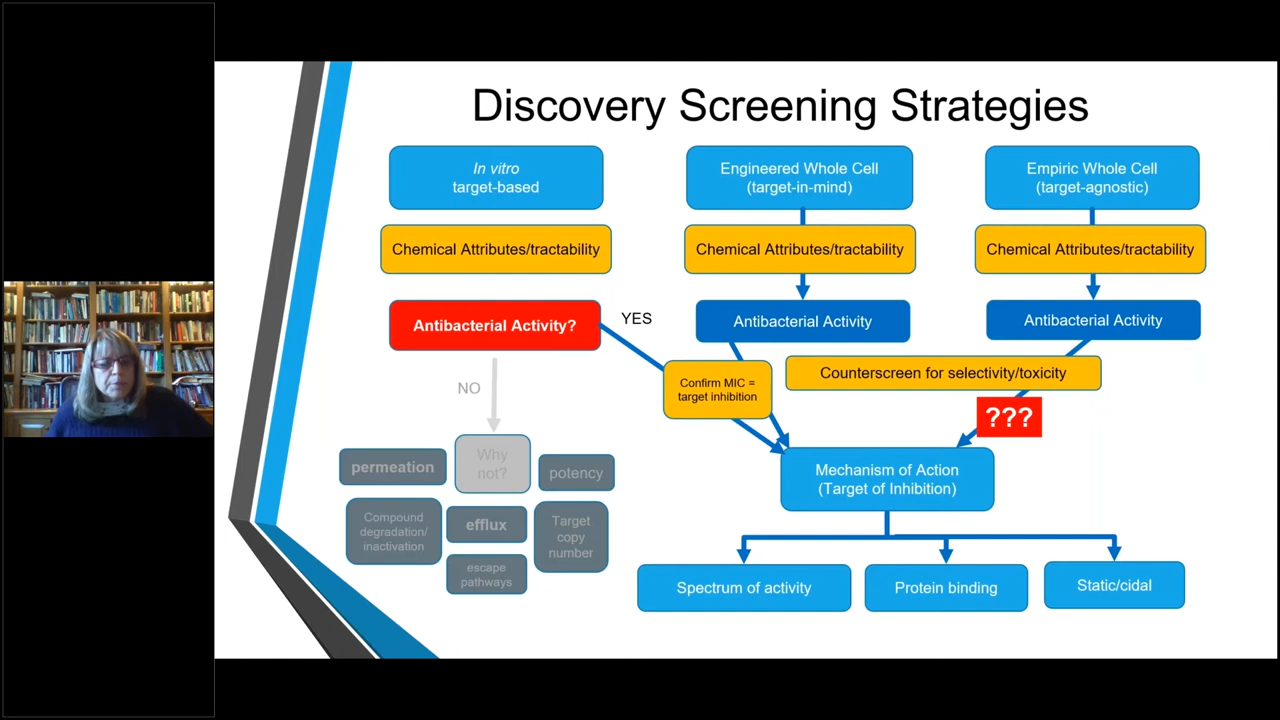 Discovery Screening Strategies
In vitro
target-based
Engineered Whole Cell
(target-in-mind)
Empiric Whole Cell
(target-agnostic)
Chemical Attributes/tractability
Chemical Attributes/tractability
Chemical Attributes/tractability
Antibacterial Activity?
YES
Antibacterial Activity
Antibacterial Activity
NO
Confirm MIC =
target inhibition
Counterscreen for selectivity/toxicity
???
Why
not?
permeation
potency
Compound
degradation/
inactivation
efflux
Target
copy
number
escape
pathways
Mechanism of Action
(Target of Inhibition)
Spectrum of activity
Protein binding
Static/cidal